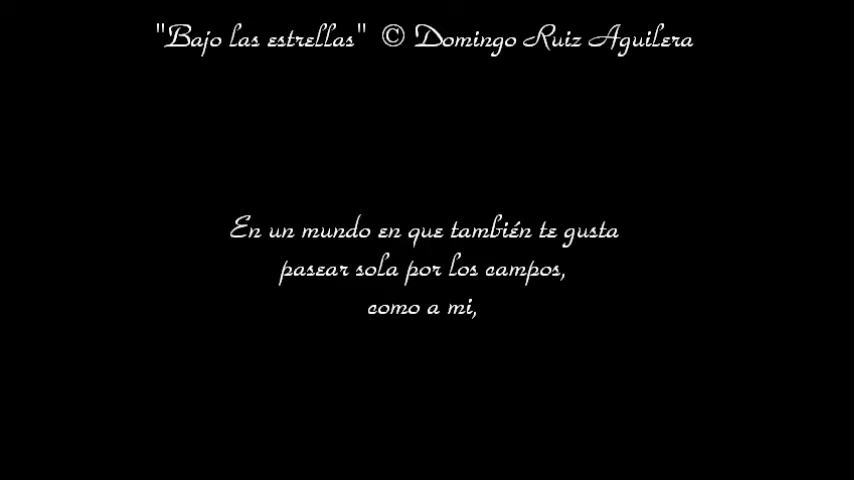 "Bajo las estrellas" © Domingo Ruiz Aguilera
En un mundo en que también te gusta
pasear sola por los campos,
como a mi,